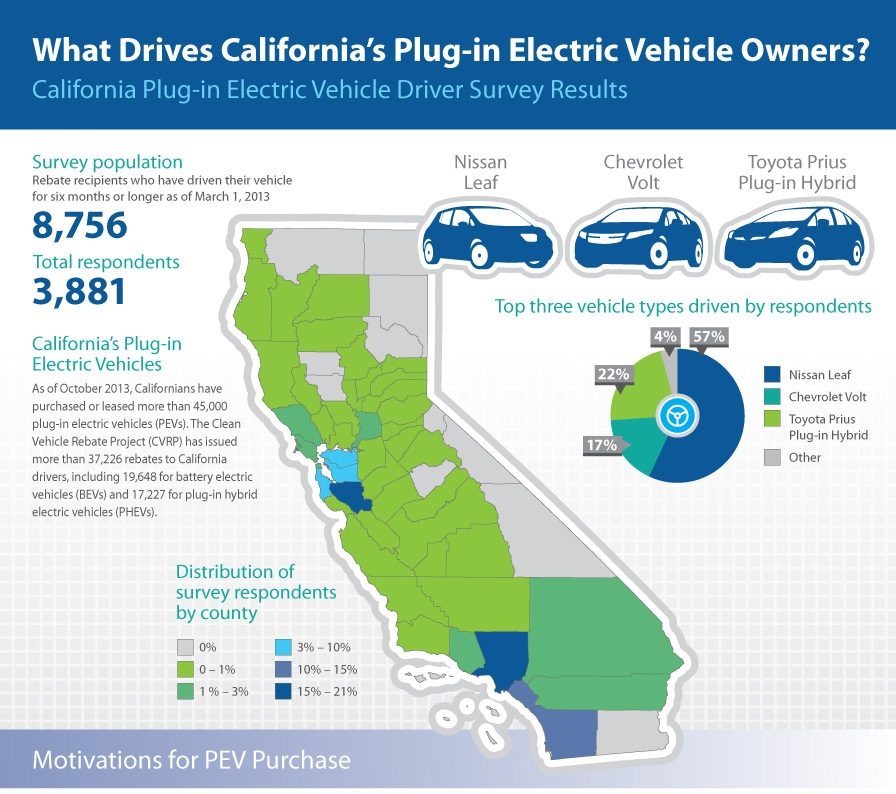 What Drives California's Plug-in Electric Vehicle Owners?
California Plug-in Electric Vehicle Driver Survey Results
Survey population
Rebate recipients who have driven their vehicle
for six months or longer as of March 1, 2013
8,756
Total respondents
3,881
California's Plug-in
Electric Vehicles
As of October 2013, Californians have
purchased or leased more than 45,000
plug-in electric vehicles (PEVs). The Clean
Vehicle Rebate Project (CVRP) has issued
more than 37,226 rebates to California
drivers, including 19,648 for battery electric
vehicles (BEVs) and 17,227 for plug-in hybrid
electric vehicles (PHEVs).
Nissan
Leaf
Chevrolet
Volt
Toyota Prius
Plug-in Hybrid
Top three vehicle types driven by respondents
4%
57%
22%
17%
Nissan Leaf
Chevrolet Volt
Toyota Prius
Plug-in Hybrid
Other
Distribution of
survey respondents
by county
0%
0 – 1%
1 % – 3%
3% – 10%
10% – 15%
15% – 21%
Motivations for PEV Purchase